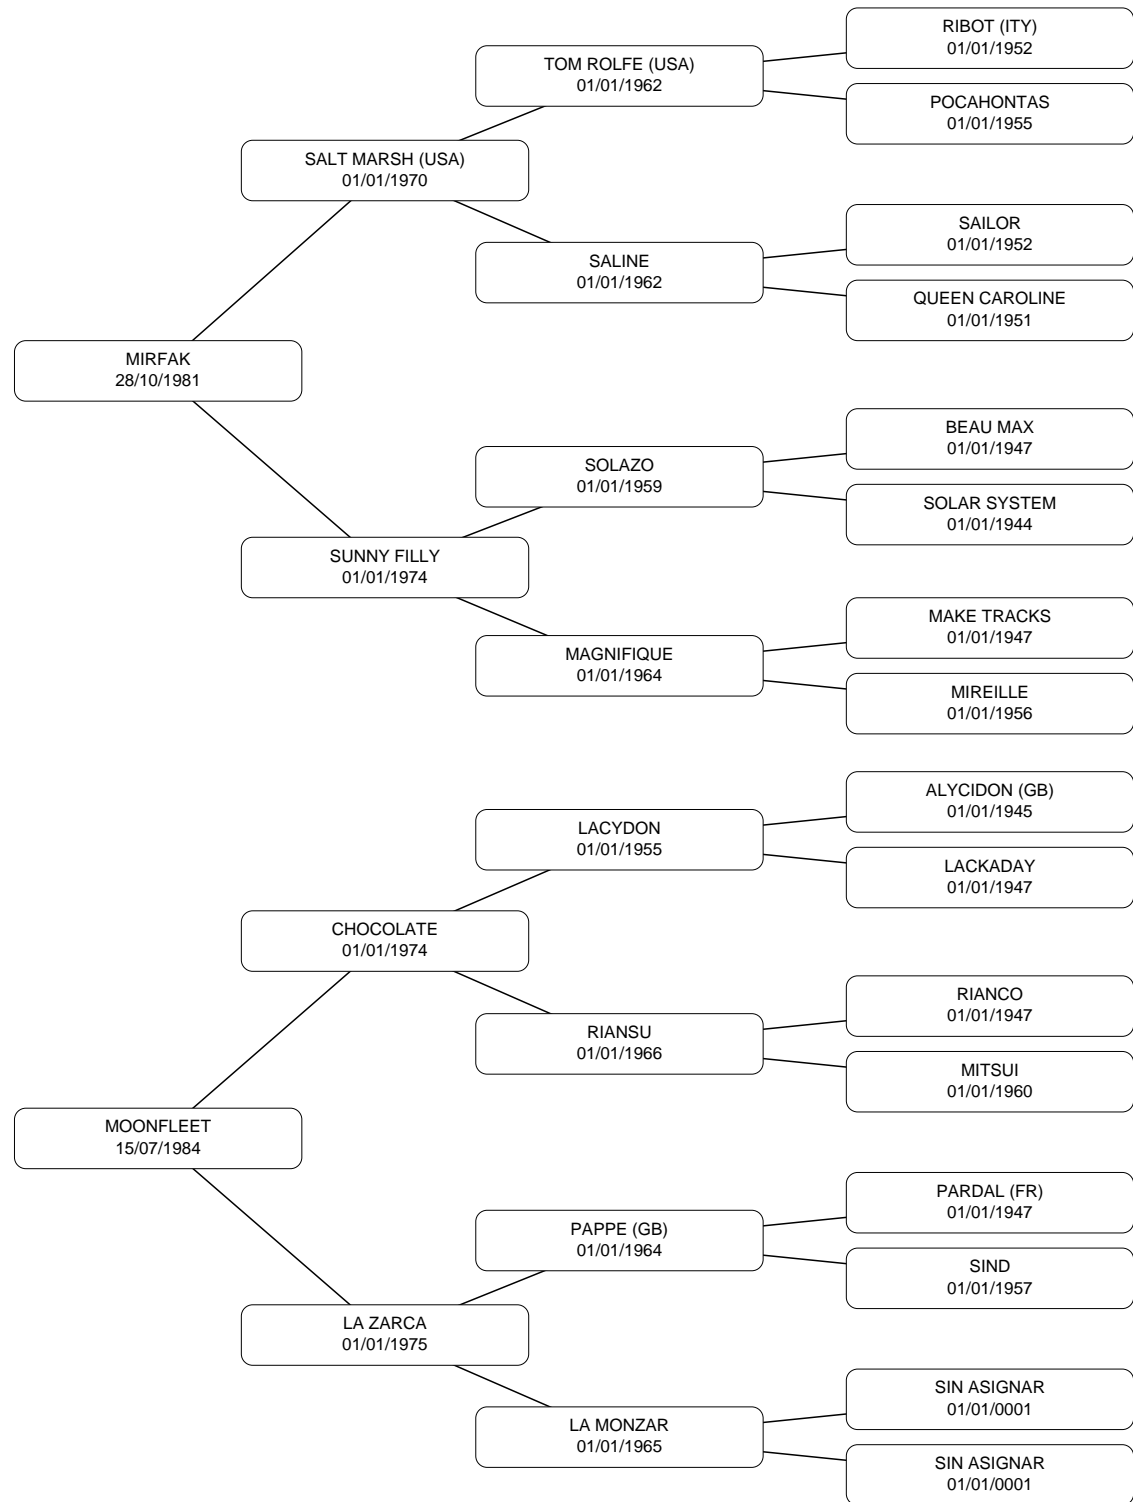 RIBOT (ITY)
01/01/1952
TOM ROLFE (USA)
01/01/1962
POCAHONTAS
01/01/1955
SALT MARSH (USA)
01/01/1970
SAILOR
01/01/1952
SALINE
01/01/1962
QUEEN CAROLINE
01/01/1951
MIRFAK
28/10/1981
BEAU MAX
01/01/1947
SOLAZO
01/01/1959
SOLAR SYSTEM
01/01/1944
SUNNY FILLY
01/01/1974
MAKE TRACKS
01/01/1947
MAGNIFIQUE
01/01/1964
MIREILLE
01/01/1956
ALYCIDON (GB)
01/01/1945
LACYDON
01/01/1955
LACKADAY
01/01/1947
CHOCOLATE
01/01/1974
RIANCO
01/01/1947
RIANSU
01/01/1966
MITSUI
01/01/1960
MOONFLEET
15/07/1984
PARDAL (FR)
01/01/1947
PAPPE (GB)
01/01/1964
SIND
01/01/1957
LA ZARCA
01/01/1975
SIN ASIGNAR
01/01/0001
LA MONZAR
01/01/1965
SIN ASIGNAR
01/01/0001